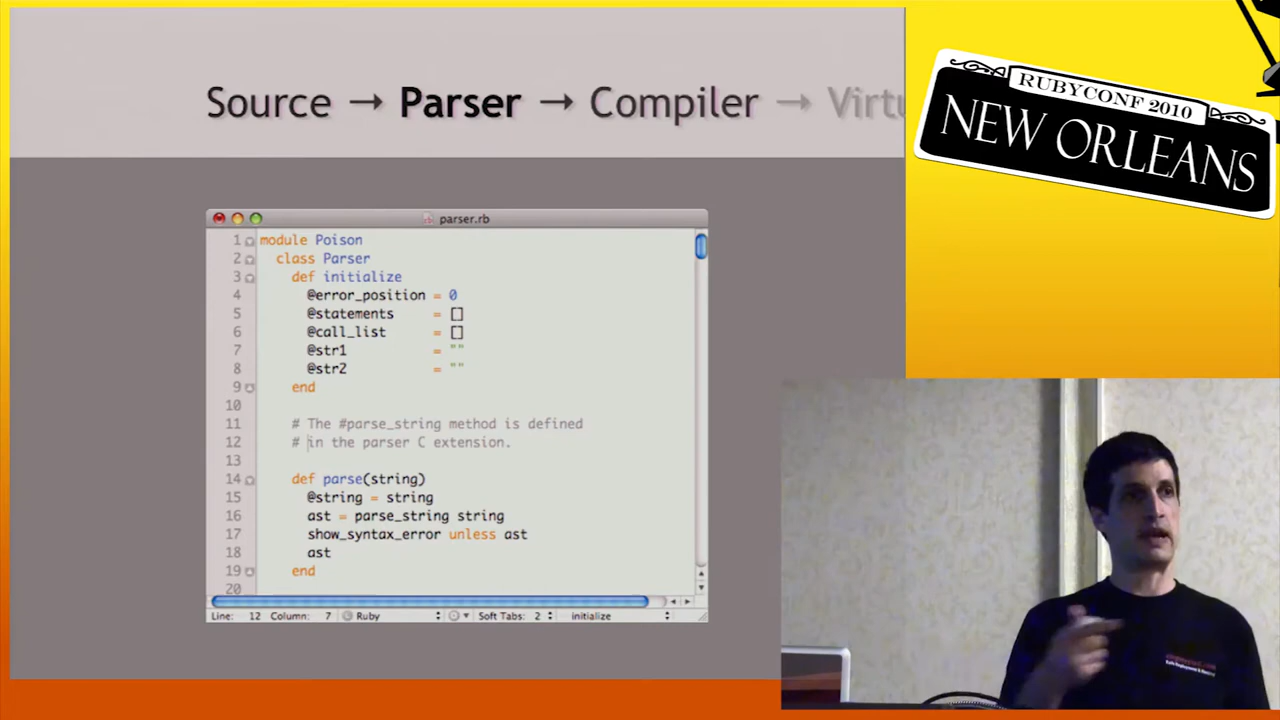 Source → Parser → Compiler → Virtu
RUBYCONF 2010
NEW ORLEANS
parser.rb
1 module Poison
2 class Parser
3 def initialize
4 @error_position = 0
5 @statements = []
6 @call_list = []
7 @str1 = ""
8 @str2 = ""
9 end
10
11 # The #parse_string method is defined
12 # in the parser C extension.
13
14 def parse(string)
15 @string = string
16 ast = parse_string string
17 show_syntax_error unless ast
18 ast
19 end
20
Line: 12 Column: 7 Ruby Soft Tabs: 2 initialize